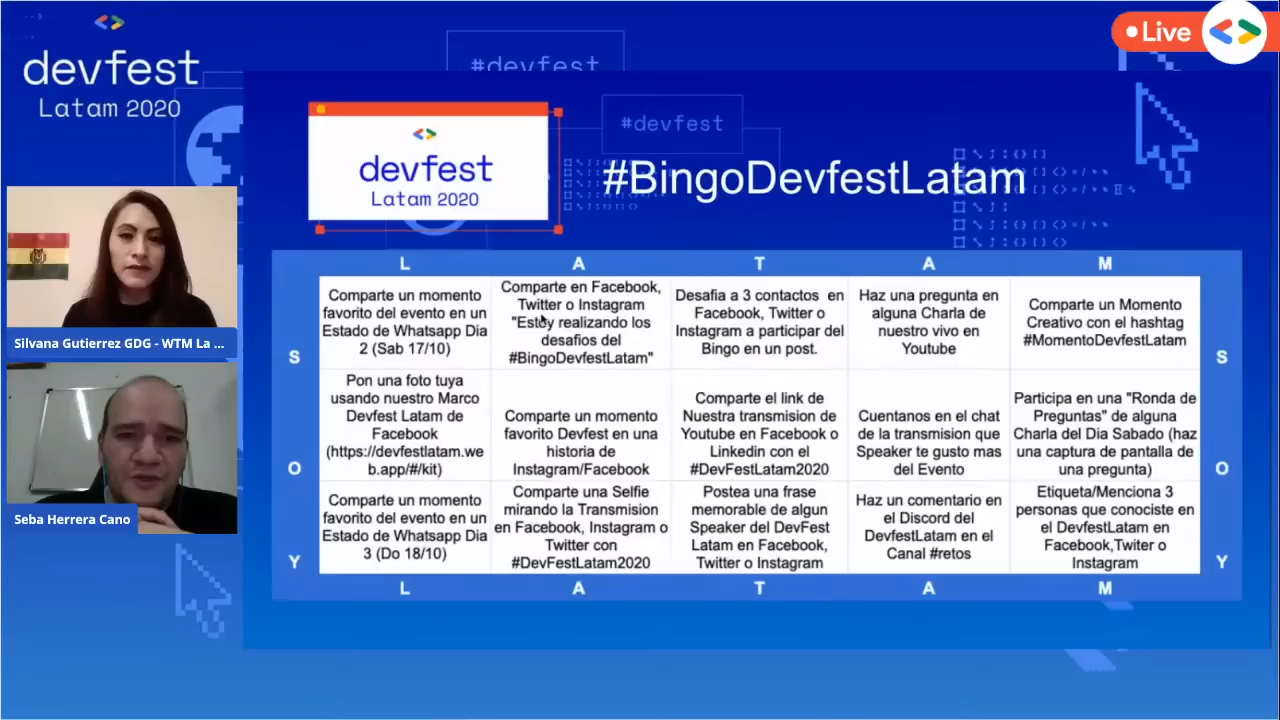 devfest
Latam 2020
#devfest
Live
#devfest
devfest
Latam 2020
#BingoDevfestLatam
L A T A M
S
Comparte un momento
favorito del evento en un
Estado de Whatsapp Dia
2 (Sab 17/10)
Comparte en Facebook,
Twitter o Instagram
"Estoy realizando los
desafios del
#BingoDevfestLatam"
Desafia a 3 contactos en
Facebook, Twitter o
Instagram a participar del
Bingo en un post.
Haz una pregunta en
alguna Charla de
nuestro vivo en
Youtube
Comparte un Momento
Creativo con el hashtag
#MomentoDevfestLatam
S
O
Pon una foto tuya
usando nuestro Marco
Devfest Latam de
Facebook
(https://devfestlatam.we
b.app/#/kit)
Comparte un momento
favorito Devfest en una
historia de
Instagram/Facebook
Comparte el link de
Nuestra transmision de
Youtube en Facebook o
Linkedin con el
#DevFestLatam2020
Cuentanos en el chat
de la transmision que
Speaker te gusto mas
del Evento
Participa en una "Ronda de
Preguntas" de alguna
Charla del Dia Sabado (haz
una captura de pantalla de
una pregunta)
O
Y
Comparte un momento
favorito del evento en un
Estado de Whatsapp Dia
3 (Do 18/10)
Comparte una Selfie
mirando la Transmision
en Facebook, Instagram o
Twitter con
#DevFestLatam2020
Postea una frase
memorable de algun
Speaker del DevFest
Latam en Facebook,
Twitter o Instagram
Haz un comentario en
el Discord del
DevfestLatam en el
Canal #retos
Etiqueta/Menciona 3
personas que conociste en
el DevfestLatam en
Facebook,Twiter o
Instagram
Y
L A T A M
Silvana Gutierrez GDG - WTM La ...
Seba Herrera Cano